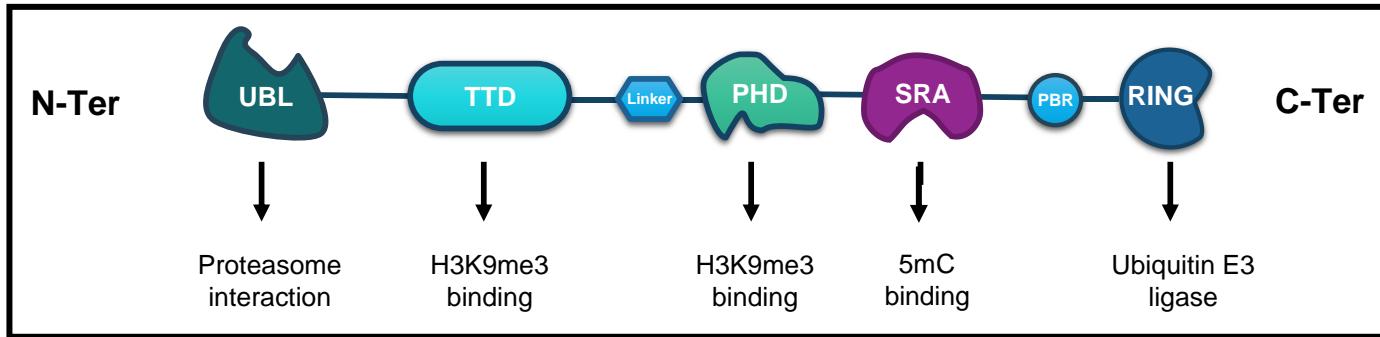 N-Ter
UBL
TTD
Linker
PHD
SRA
PBR
RING
C-Ter
Proteasome
interaction
H3K9me3
binding
H3K9me3
binding
5mC
binding
Ubiquitin E3
ligase